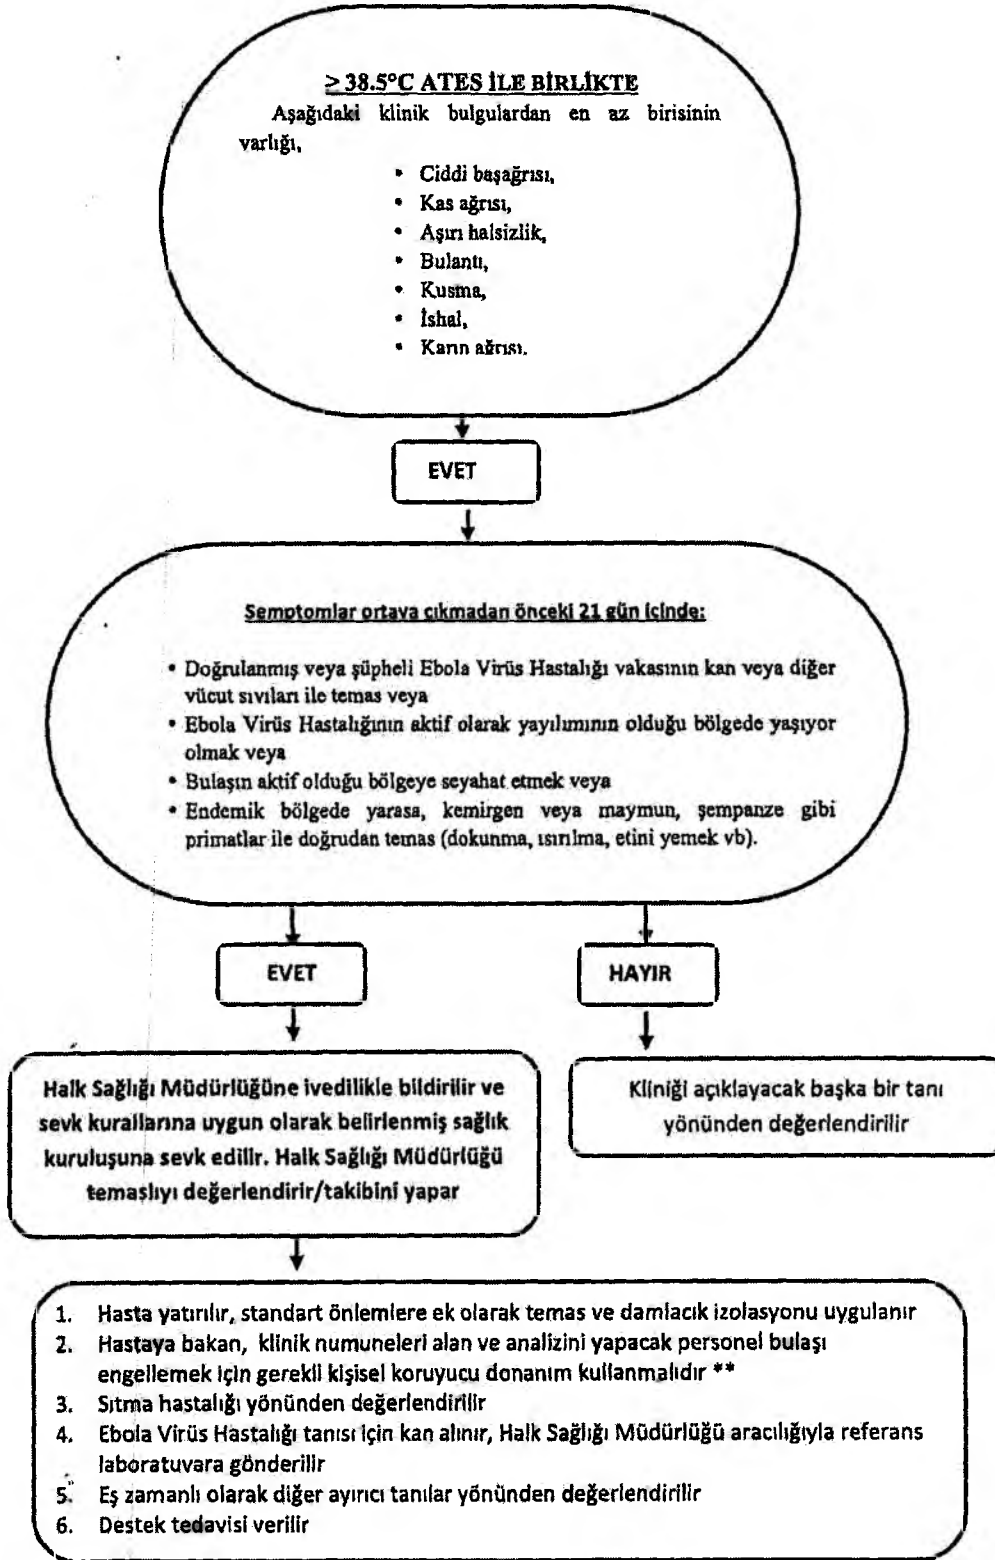 ≥ 38.5°C ATES İLE BİRLİKTE
Aşağıdaki klinik bulgulardan en az birisinin
varlığı,
• Ciddi başağrısı,
• Kas ağrısı,
• Aşırı halsizlik,
• Bulantı,
• Kusma,
• İshal,
• Karın ağrısı.
EVET
Semptomlar ortaya cıkmadan önceki 21 gün icinde:
• Doğrulanmış veya şüpheli Ebola Virüs Hastalığı vakasının kan veya diğer
vücut sıvıları ile temas veya
• Ebola Virüs Hastalığının aktif olarak yayılımının olduğu bölgede yaşıyor
olmak veya
• Bulaşın aktif olduğu bölgeye seyahat etmek veya
• Endemik bölgede yarasa, kemirgen veya maymun, şempanze gibi
primatlar ile doğrudan temas (dokunma, ısırılma, etini yemek vb).
EVET
HAYIR
Halk Sağlığı Müdürlüğüne ivedilikle bildirilir ve
sevk kurallarına uygun olarak belirlenmiş sağlık
kuruluşuna sevk edilir. Halk Sağlığı Müdürlüğü
temaslıyı değerlendirir/takibini yapar
Kliniği açıklayacak başka bir tanı
yönünden değerlendirilir
1. Hasta yatırılır, standart önlemlere ek olarak temas ve damlacık izolasyonu uygulanır
2. Hastaya bakan, klinik numuneleri alan ve analizini yapacak personel bulaşı
engellemek için gerekli kişisel koruyucu donanım kullanmalıdır **
3. Sıtma hastalığı yönünden değerlendirilir
4. Ebola Virüs Hastalığı tanısı için kan alınır, Halk Sağlığı Müdürlüğü aracılığıyla referans
laboratuvara gönderilir
5. Eş zamanlı olarak diğer ayırıcı tanılar yönünden değerlendirilir
6. Destek tedavisi verilir